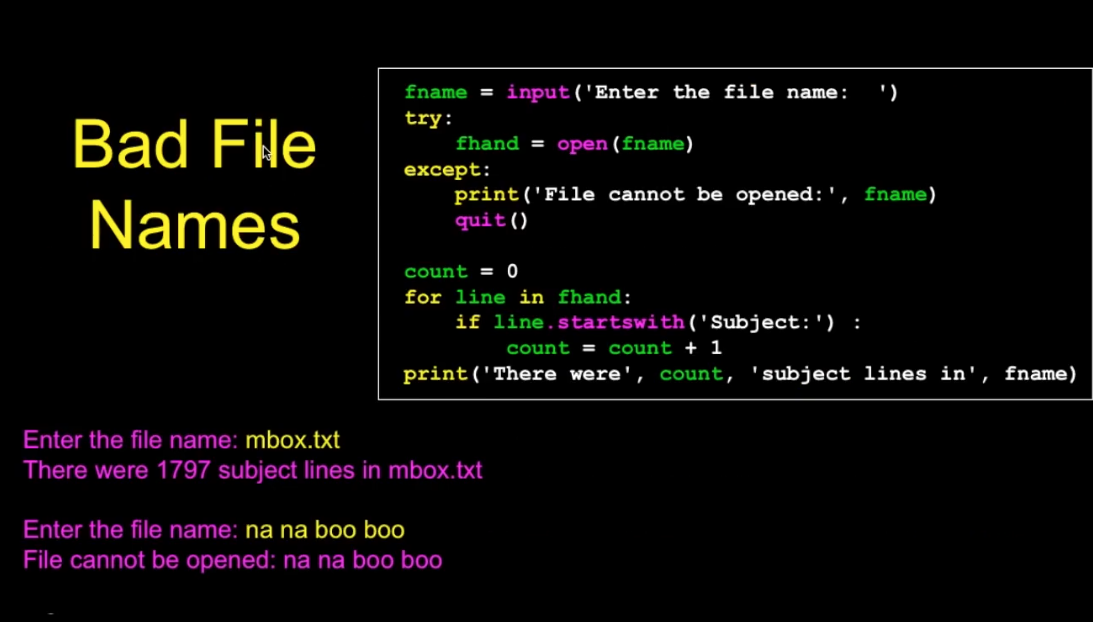 Bad File
Names
fname = input('Enter the file name:  ')
try:
    fhand = open(fname)
except:
    print('File cannot be opened:', fname)
    quit()
count = 0
for line in fhand:
    if line.startswith('Subject:') :
        count = count + 1
print('There were', count, 'subject lines in', fname)
Enter the file name: mbox.txt
There were 1797 subject lines in mbox.txt
Enter the file name: na na boo boo
File cannot be opened: na na boo boo